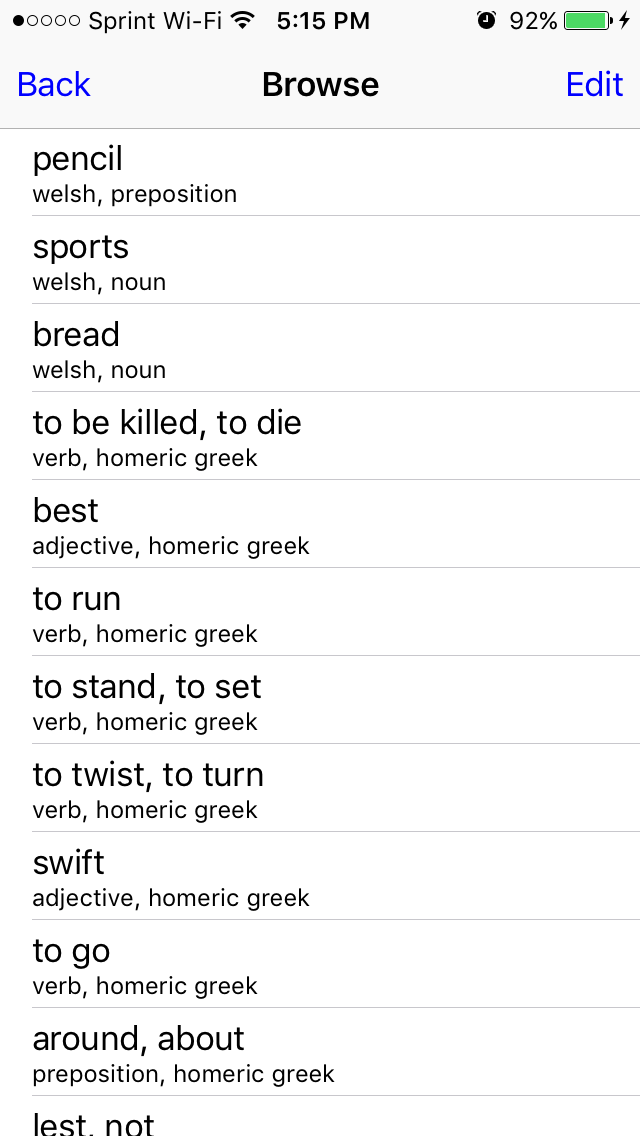 Sprint Wi-Fi 5:15 PM 92%
Back Browse Edit
pencil
welsh, preposition
sports
welsh, noun
bread
welsh, noun
to be killed, to die
verb, homeric greek
best
adjective, homeric greek
to run
verb, homeric greek
to stand, to set
verb, homeric greek
to twist, to turn
verb, homeric greek
swift
adjective, homeric greek
to go
verb, homeric greek
around, about
preposition, homeric greek
lest, not